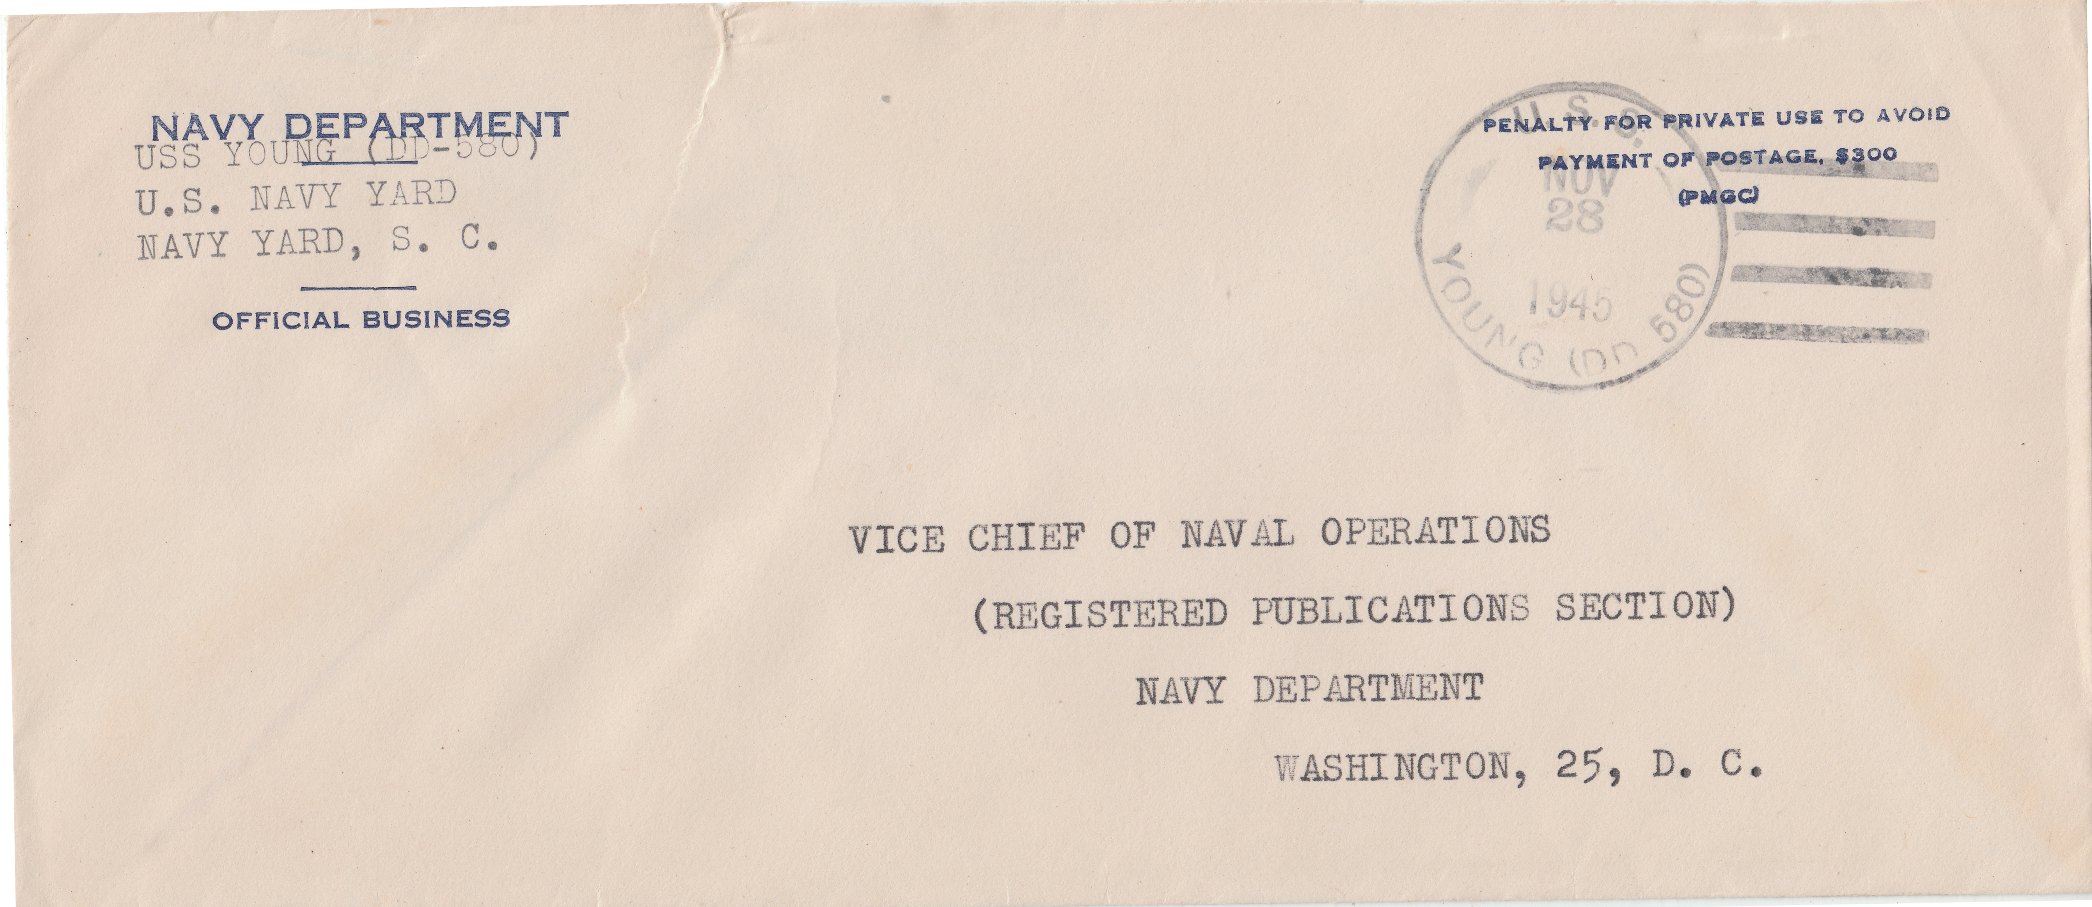 NAVY DEPARTMENT
USS YOUNG (DD-580)
U.S. NAVY YARD
NAVY YARD, S. C.
OFFICIAL BUSINESS
PENALTY FOR PRIVATE USE TO AVOID
PAYMENT OF POSTAGE, $300
(PMGC)
U. S. S.
NOV
28
1945
YOUNG (DD 580)
VICE CHIEF OF NAVAL OPERATIONS
(REGISTERED PUBLICATIONS SECTION)
NAVY DEPARTMENT
WASHINGTON, 25, D. C.